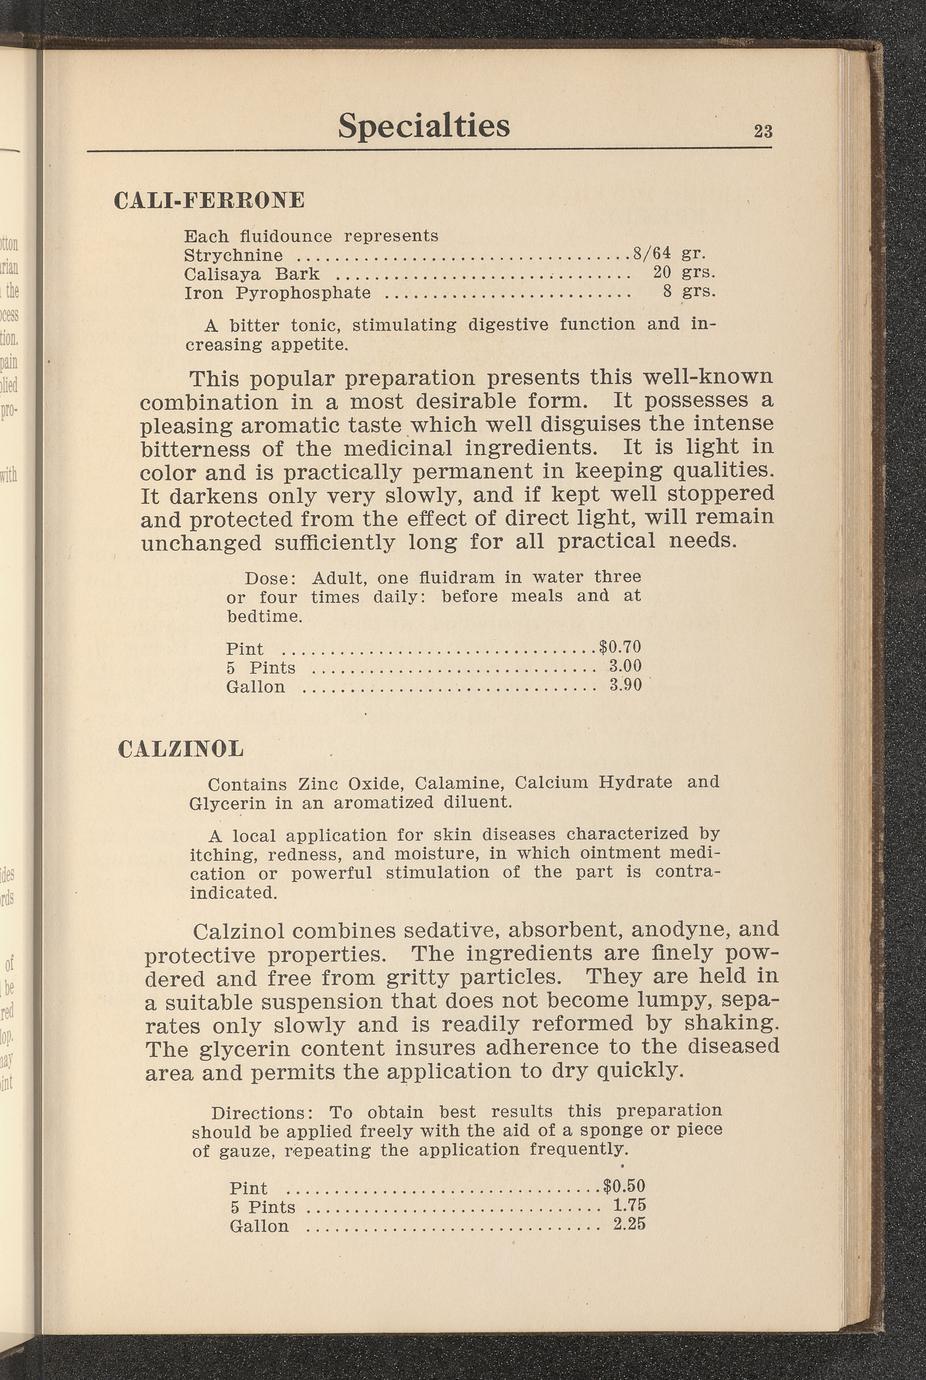 Specialties
23
CALI-FERRONE
Each fluidounce represents
Strychnine ..................................8/64 gr.
Calisaya Bark .............................. 20 grs.
Iron Pyrophosphate ......................... 8 grs.
A bitter tonic, stimulating digestive function and in-
creasing appetite.
This popular preparation presents this well-known
combination in a most desirable form. It possesses a
pleasing aromatic taste which well disguises the intense
bitterness of the medicinal ingredients. It is light in
color and is practically permanent in keeping qualities.
It darkens only very slowly, and if kept well stoppered
and protected from the effect of direct light, will remain
unchanged sufficiently long for all practical needs.
Dose: Adult, one fluidram in water three
or four times daily: before meals and at
bedtime.
Pint ................................$0.70
5 Pints ............................. 3.00
Gallon .............................. 3.90
CALZINOL
Contains Zinc Oxide, Calamine, Calcium Hydrate and
Glycerin in an aromatized diluent.
A local application for skin diseases characterized by
itching, redness, and moisture, in which ointment medi-
cation or powerful stimulation of the part is contra-
indicated.
Calzinol combines sedative, absorbent, anodyne, and
protective properties. The ingredients are finely pow-
dered and free from gritty particles. They are held in
a suitable suspension that does not become lumpy, sepa-
rates only slowly and is readily reformed by shaking.
The glycerin content insures adherence to the diseased
area and permits the application to dry quickly.
Directions: To obtain best results this preparation
should be applied freely with the aid of a sponge or piece
of gauze, repeating the application frequently.
Pint ................................$0.50
5 Pints .............................. 1.75
Gallon .............................. 2.25